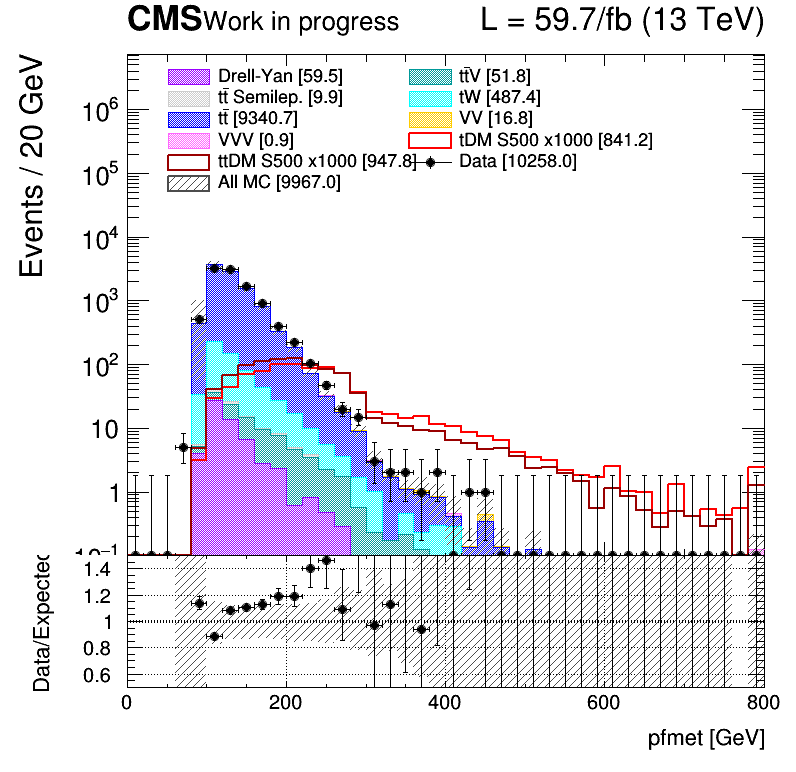 CMS Work in progress L = 59.7/fb (13 TeV)
Events / 20 GeV
Drell-Yan [59.5] tt̄V [51.8]
tt̄ Semilep. [9.9] tW [487.4]
tt̄ [9340.7] VV [16.8]
VVV [0.9] tDM S500 x1000 [841.2]
ttDM S500 x1000 [947.8] Data [10258.0]
All MC [9967.0]
10⁶
10⁵
10⁴
10³
10²
10
1
10⁻¹
Data/Expected
1.4
1.2
1
0.8
0.6
0 200 400 600 800
pfmet [GeV]